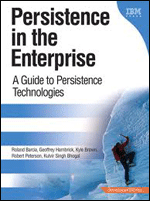 IBM
PRESS
Persistence in the
Enterprise
A Guide to Persistence
Technologies
Roland Barcia, Geoffrey Hambrick, Kyle Brown,
Robert Peterson, Kulvir Singh Bhogal